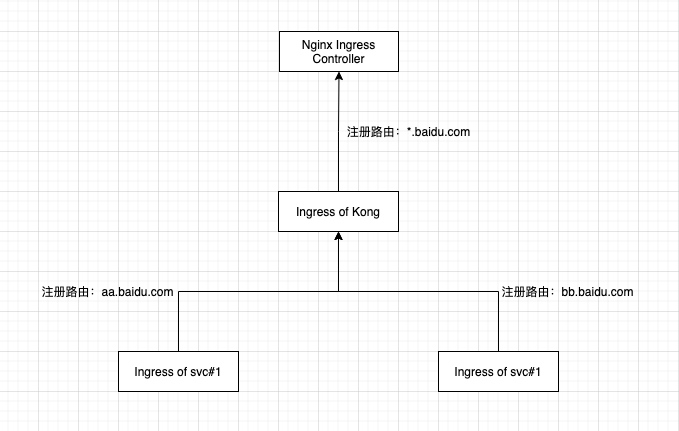 Nginx Ingress
Controller
注册路由：*.baidu.com
Ingress of Kong
注册路由：aa.baidu.com
注册路由：bb.baidu.com
Ingress of svc#1
Ingress of svc#1